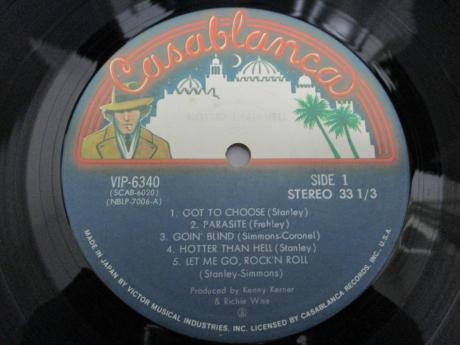 Casablanca
VIP-6340
(SCAB-6020)
(NBLP-7006-A)
SIDE 1
STEREO 33 1/3
1. GOT TO CHOOSE (Stanley)
2. PARASITE (Frehley)
3. GOIN' BLIND (Simmons-Coronel)
4. HOTTER THAN HELL (Stanley)
5. LET ME GO, ROCK'N ROLL
(Stanley-Simmons)
Produced by Kenny Kerner
& Richie Wise
MADE IN JAPAN BY VICTOR MUSICAL INDUSTRIES, INC. LICENSED BY CASABLANCA RECORDS, INC., U.S.A.